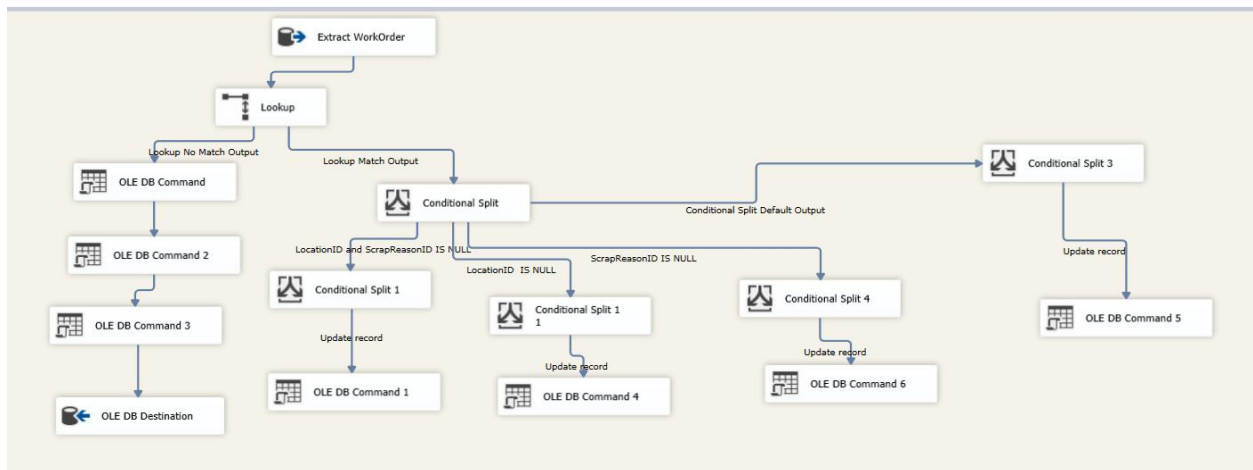 Extract WorkOrder
Lookup
Lookup No Match Output
Lookup Match Output
OLE DB Command
Conditional Split
Conditional Split 3
Conditional Split Default Output
OLE DB Command 2
LocationID and ScrapReasonID IS NULL
LocationID IS NULL
ScrapReasonID IS NULL
Update record
Conditional Split 1
Conditional Split 1
1
Conditional Split 4
OLE DB Command 3
OLE DB Command 5
Update record
Update record
Update record
OLE DB Command 1
OLE DB Command 4
OLE DB Command 6
OLE DB Destination